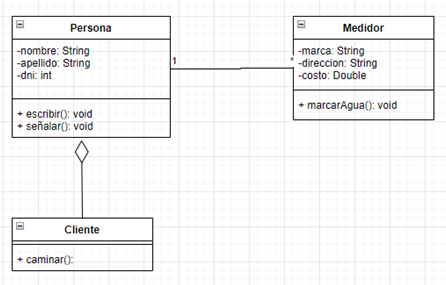 Persona
-nombre: String
-apellido: String
-dni: int
+ escribir(): void
+ señalar(): void
1
*
Medidor
-marca: String
-direccion: String
-costo: Double
+ marcarAgua(): void
Cliente
+ caminar():